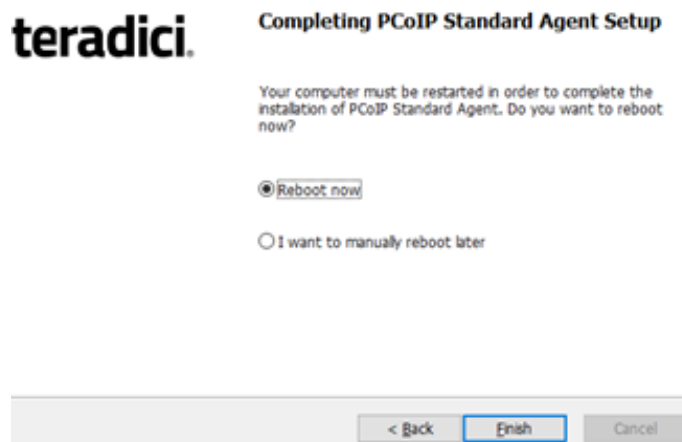 teradici.
Completing PCoIP Standard Agent Setup
Your computer must be restarted in order to complete the
installation of PCoIP Standard Agent. Do you want to reboot
now?
Reboot now
I want to manually reboot later
< Back
Finish
Cancel